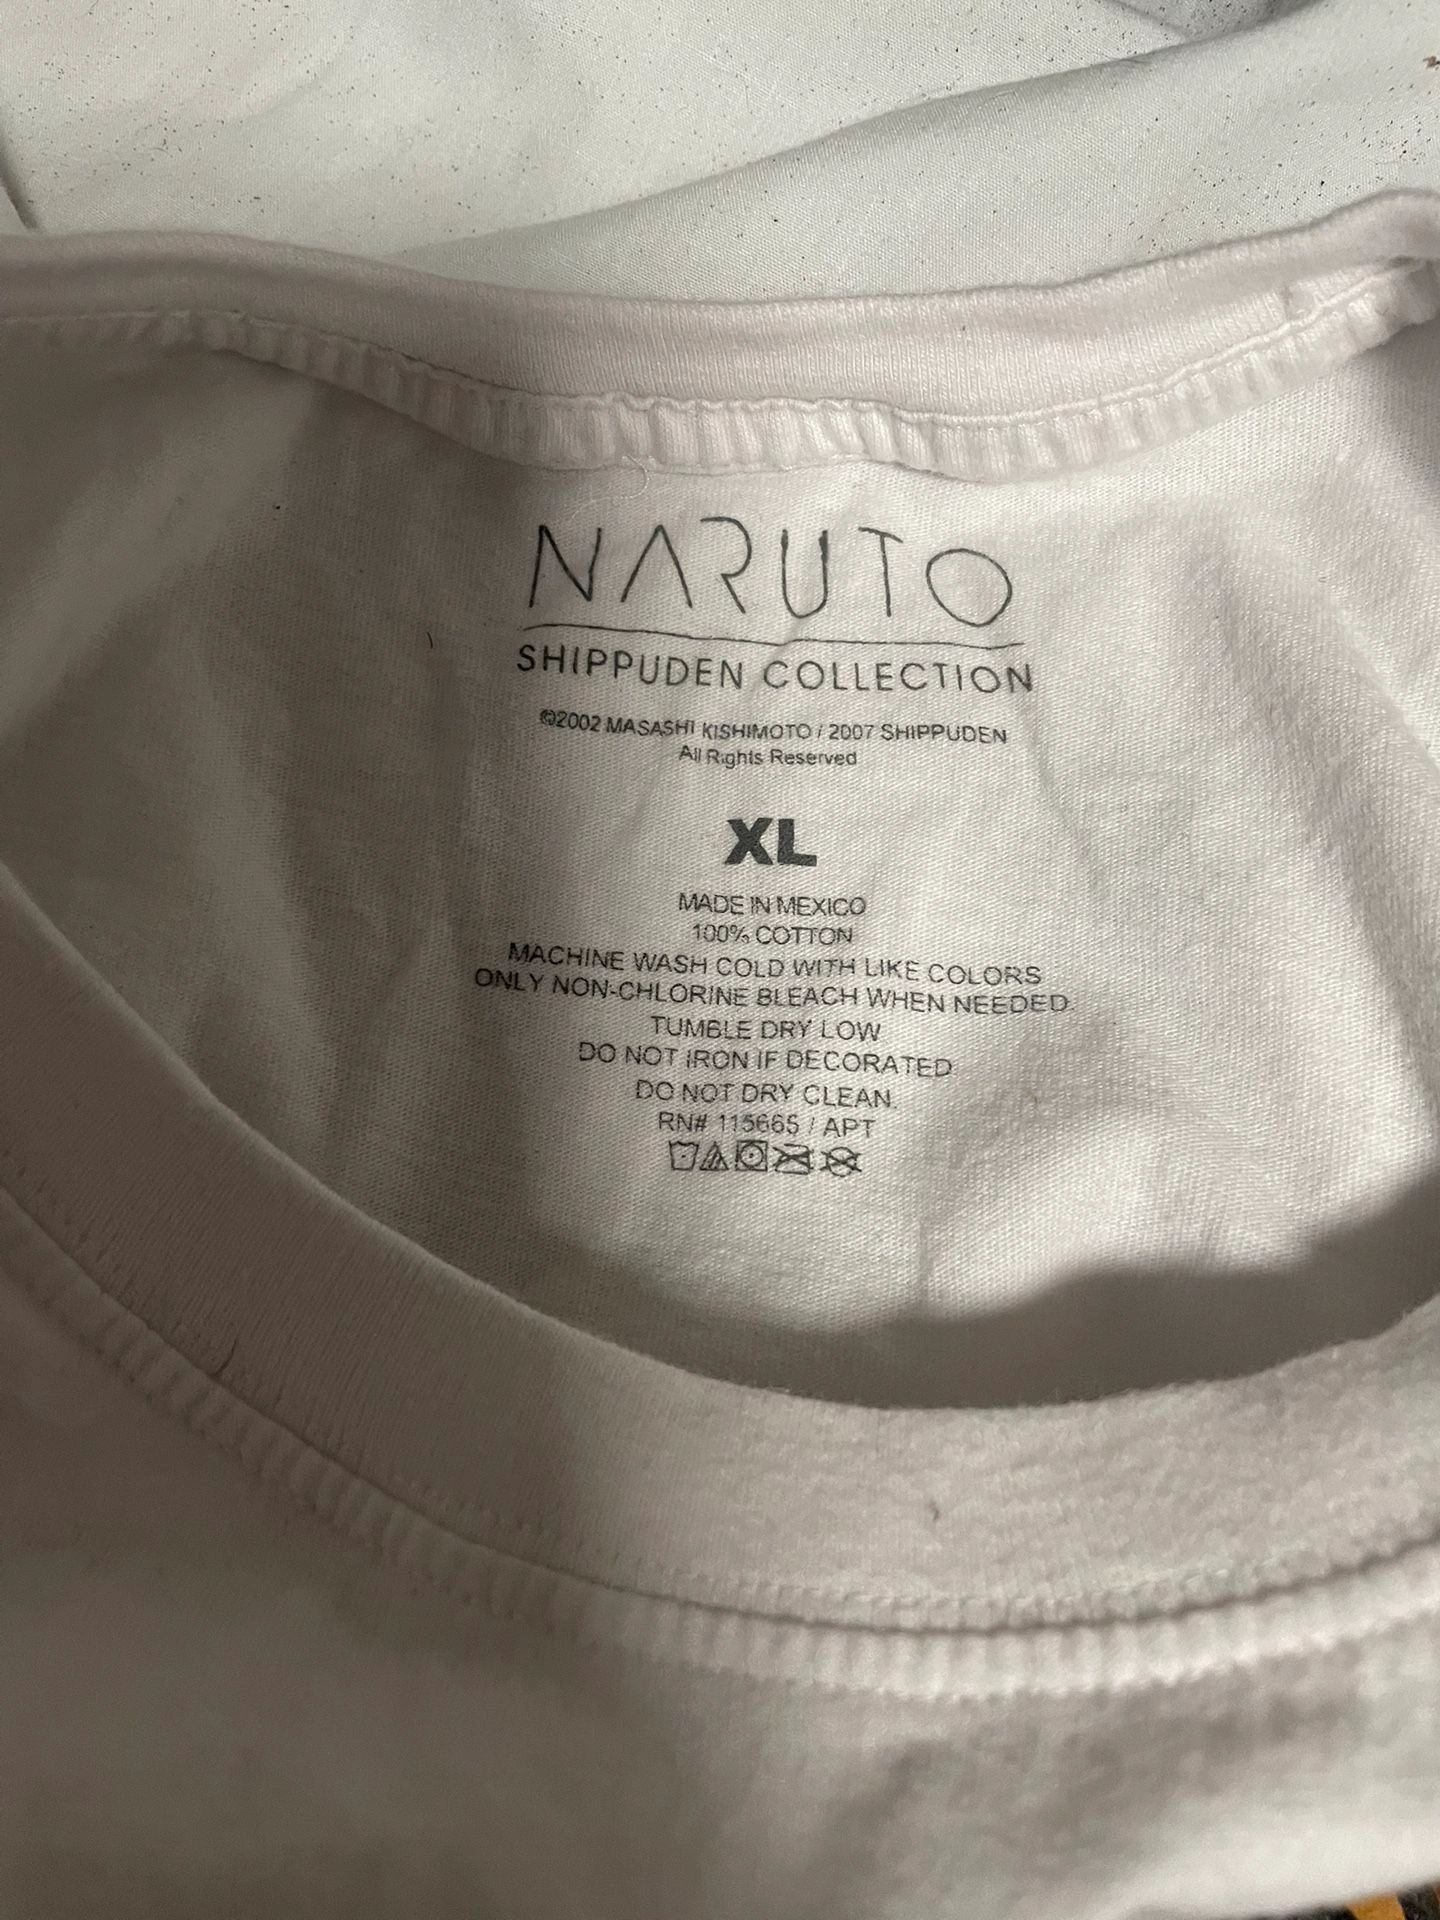 NARUTO
SHIPPUDEN COLLECTION
©2002 MASASHI KISHIMOTO / 2007 SHIPPUDEN
All Rights Reserved
XL
MADE IN MEXICO
100% COTTON
MACHINE WASH COLD WITH LIKE COLORS
ONLY NON-CHLORINE BLEACH WHEN NEEDED.
TUMBLE DRY LOW
DO NOT IRON IF DECORATED
DO NOT DRY CLEAN.
RN# 115665 / APT